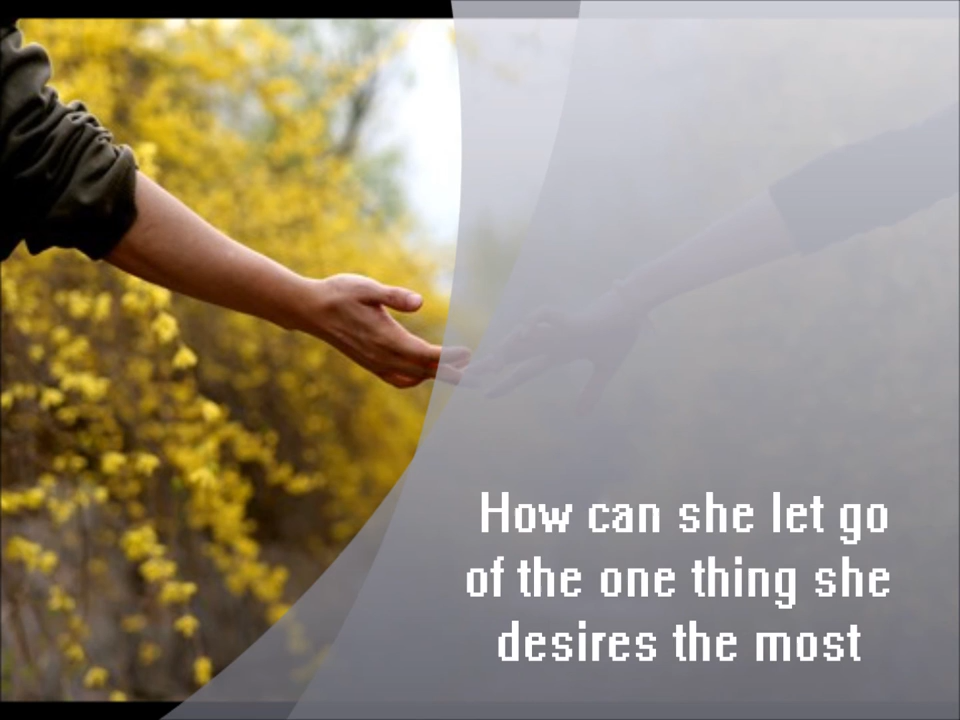 How can she let go
of the one thing she
desires the most